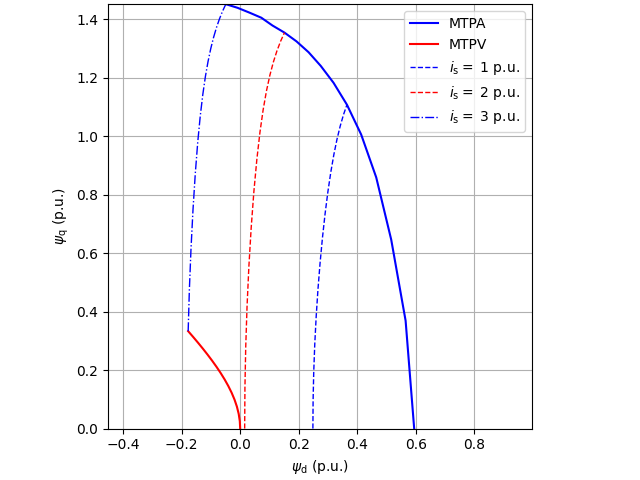 MTPA
MTPV
i_s = 1 p.u.
i_s = 2 p.u.
i_s = 3 p.u.
1.4
1.2
1.0
0.8
0.6
0.4
0.2
0.0
ψ_q (p.u.)
−0.4 −0.2 0.0 0.2 0.4 0.6 0.8
ψ_d (p.u.)